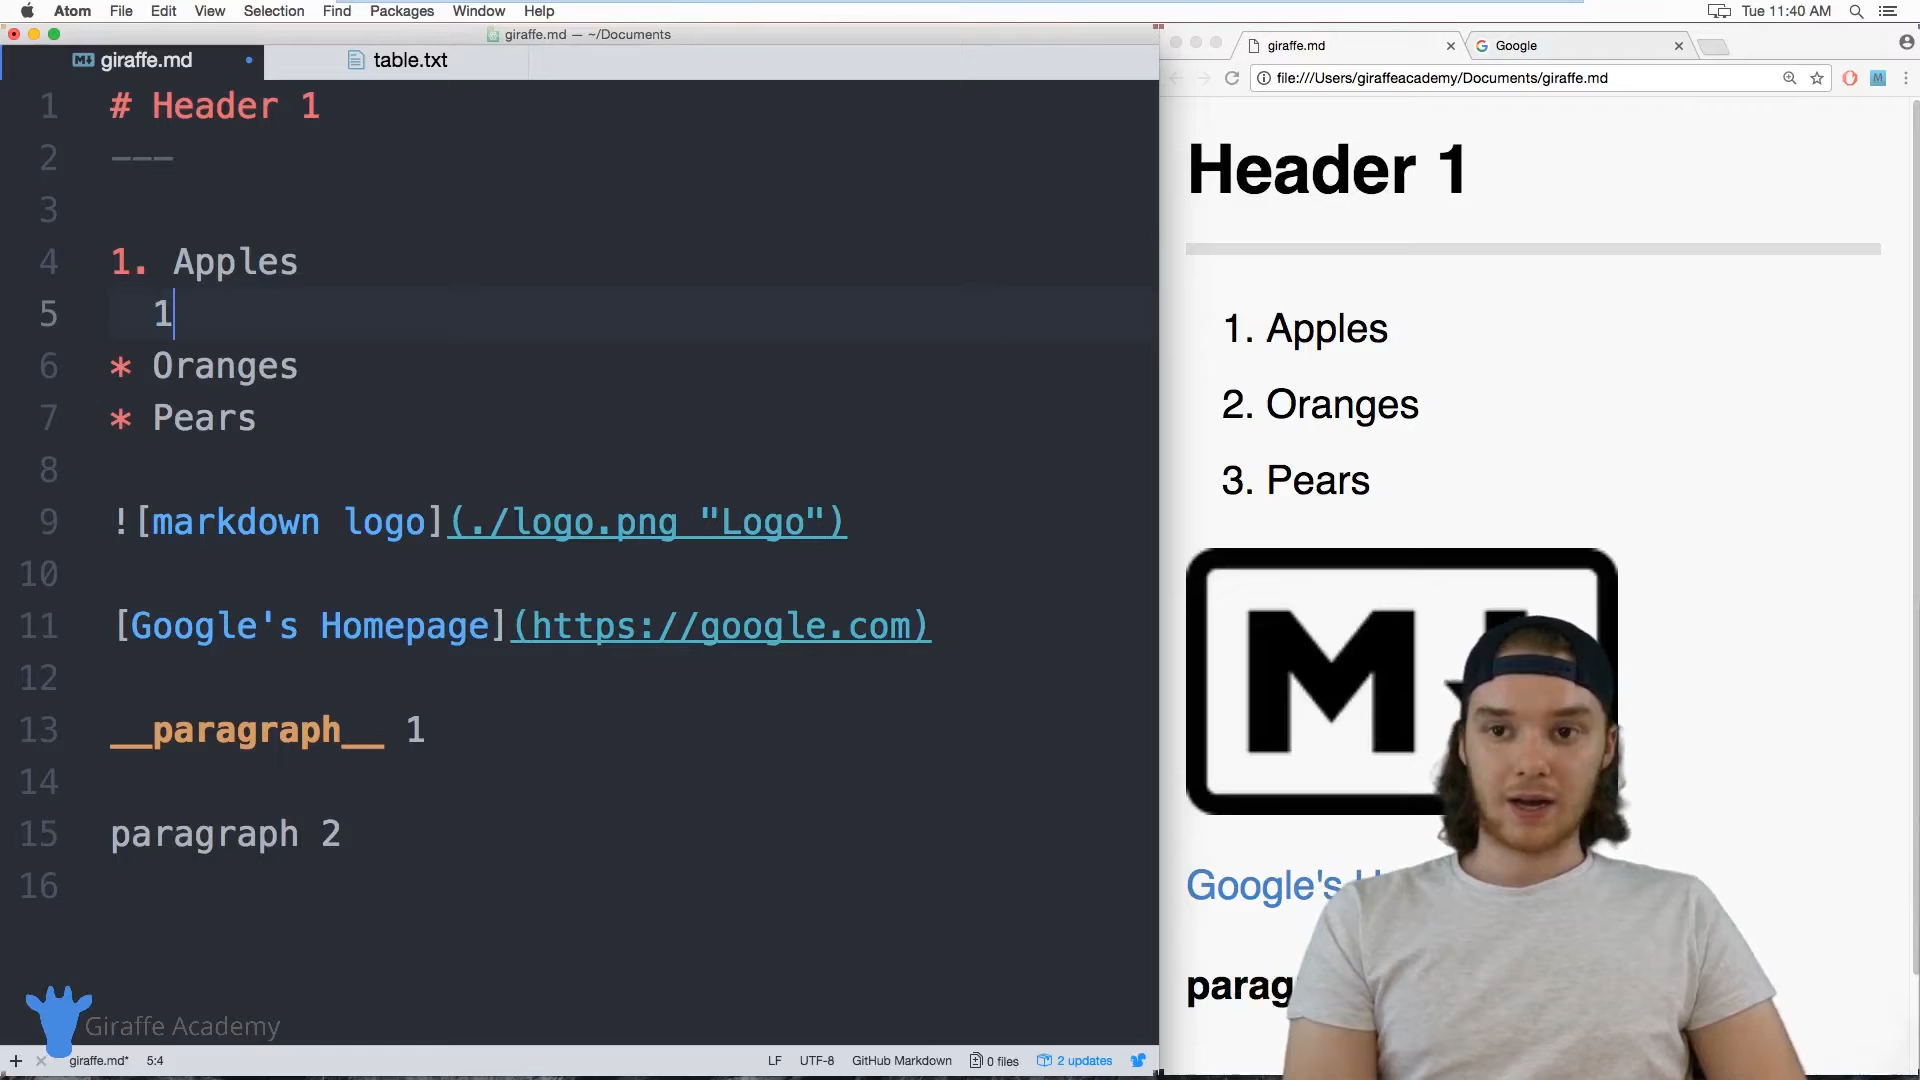 Atom File Edit View Selection Find Packages Window Help
Tue 11:40 AM
giraffe.md — ~/Documents
giraffe.md
table.txt
1 # Header 1
2 ---
3
4 1. Apples
5 1
6 * Oranges
7 * Pears
8
9 ![markdown logo](./logo.png "Logo")
10
11 [Google's Homepage](https://google.com)
12
13 __paragraph__ 1
14
15 paragraph 2
16
Giraffe Academy
giraffe.md* 5:4 LF UTF-8 GitHub Markdown 0 files 2 updates
giraffe.md
Google
file:///Users/giraffeacademy/Documents/giraffe.md
M
Header 1
1. Apples
2. Oranges
3. Pears
M
Google's
parag